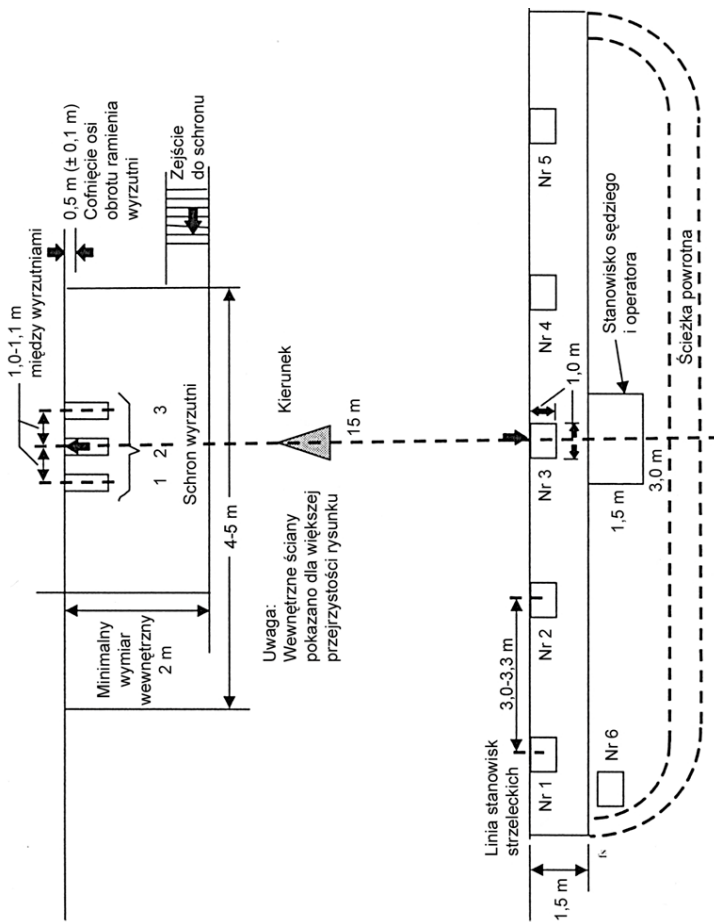 0,5 m (± 0,1 m)
Cofnięcie osi
obrotu ramienia
wyrzutni
Zejście
do schronu
1,0-1,1 m
między wyrzutniami
1
2
3
Schron wyrzutni
Minimalny
wymiar
wewnętrzny
2 m
4-5 m
Kierunek
15 m
Uwaga:
Wewnętrzne ściany
pokazano dla większej
przejrzystości rysunku
Linia stanowisk
strzeleckich
3,0-3,3 m
1,0 m
Nr 1
Nr 2
Nr 3
Nr 4
Nr 5
Nr 6
1,5 m
1,5 m
3,0 m
Stanowisko sędziego
i operatora
Ścieżka powrotna